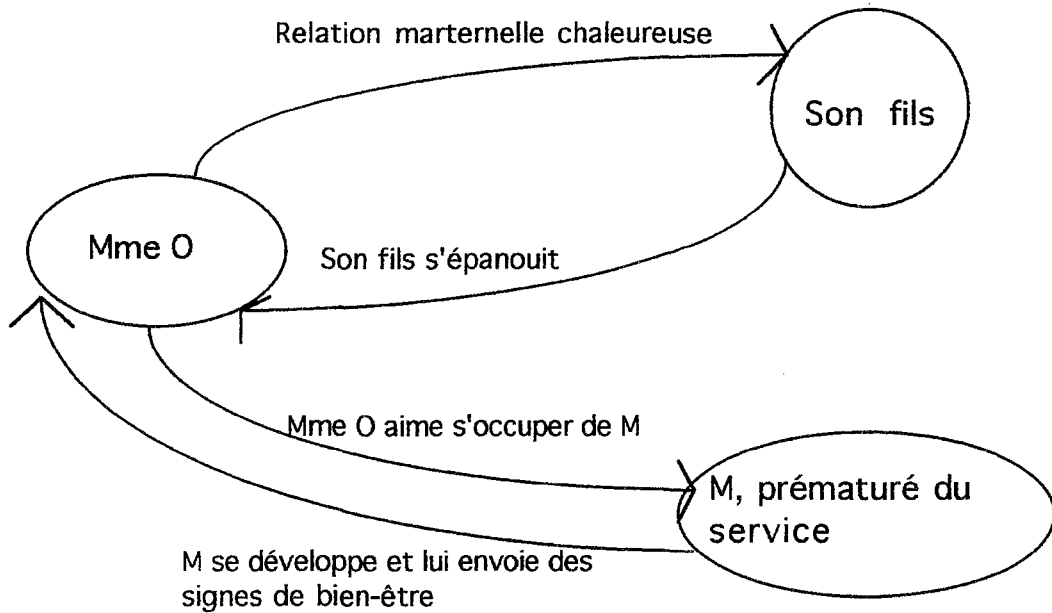 Relation marternelle chaleureuse
Son fils
Mme O
Son fils s'épanouit
Mme O aime s'occuper de M
M, prématuré du
service
M se développe et lui envoie des
signes de bien-être